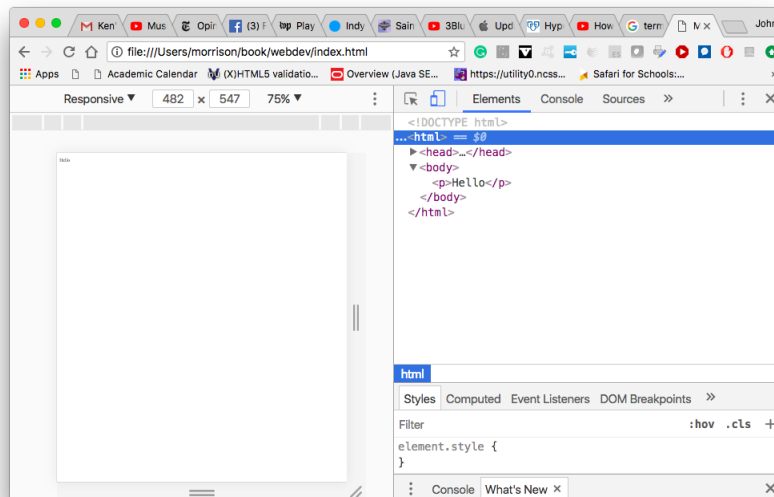 Ken Mus Opin (3) F Play Indy Sain 3Blu Upd Hyp How term M John
file:///Users/morrison/book/webdev/index.html
Apps Academic Calendar (X)HTML5 validatio... Overview (Java SE... https://utility0.ncss... Safari for Schools:...
Responsive ▼ 482 x 547 75% ▼ Elements Console Sources »
<!DOCTYPE html>
...<html> == $0
▶<head>…</head>
▼<body>
<p>Hello</p>
</body>
</html>
Hello
html
Styles Computed Event Listeners DOM Breakpoints »
Filter :hov .cls +
element.style {
}
Console What's New ×